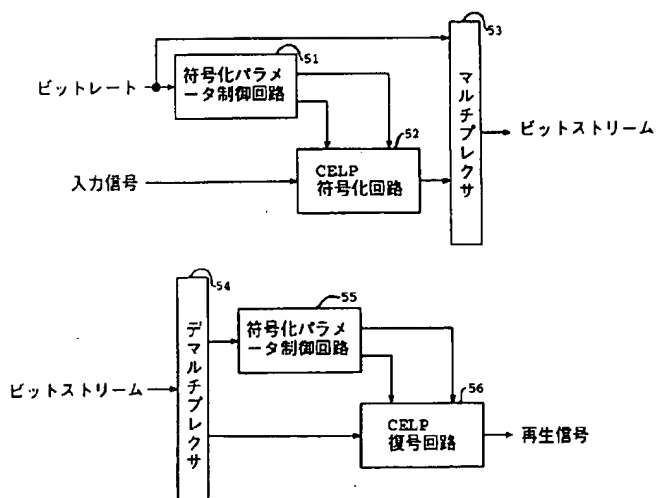 53
51
符号化パラメ
ータ制御回路
ビットレート
マルチプレクサ
ビットストリーム
52
CELP
符号化回路
入力信号
54
55
符号化パラメ
ータ制御回路
デマルチプレクサ
ビットストリーム
56
CELP
復号回路
再生信号